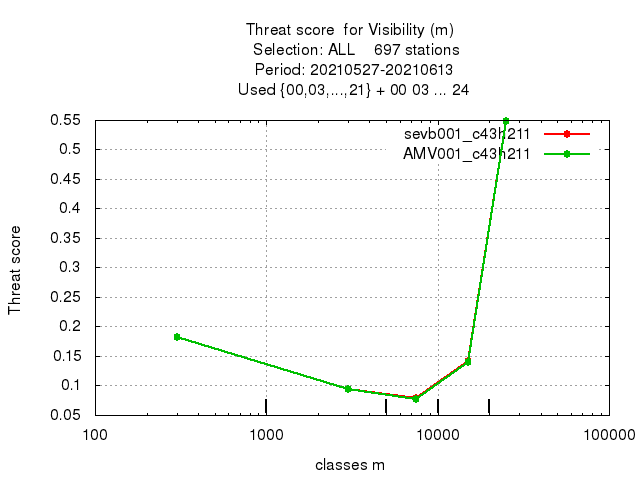 Threat score  for Visibility (m)
Selection: ALL    697 stations
Period: 20210527-20210613
Used {00,03,...,21} + 00 03 ... 24
sevb001_c43h211
AMV001_c43h211
0.55
0.5
0.45
0.4
0.35
0.3
0.25
0.2
0.15
0.1
0.05
Threat score
100
1000
10000
100000
classes m